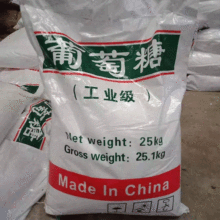 葡萄糖
(工业级)
Net weight: 25kg
Gross weight: 25.1kg
Made In China